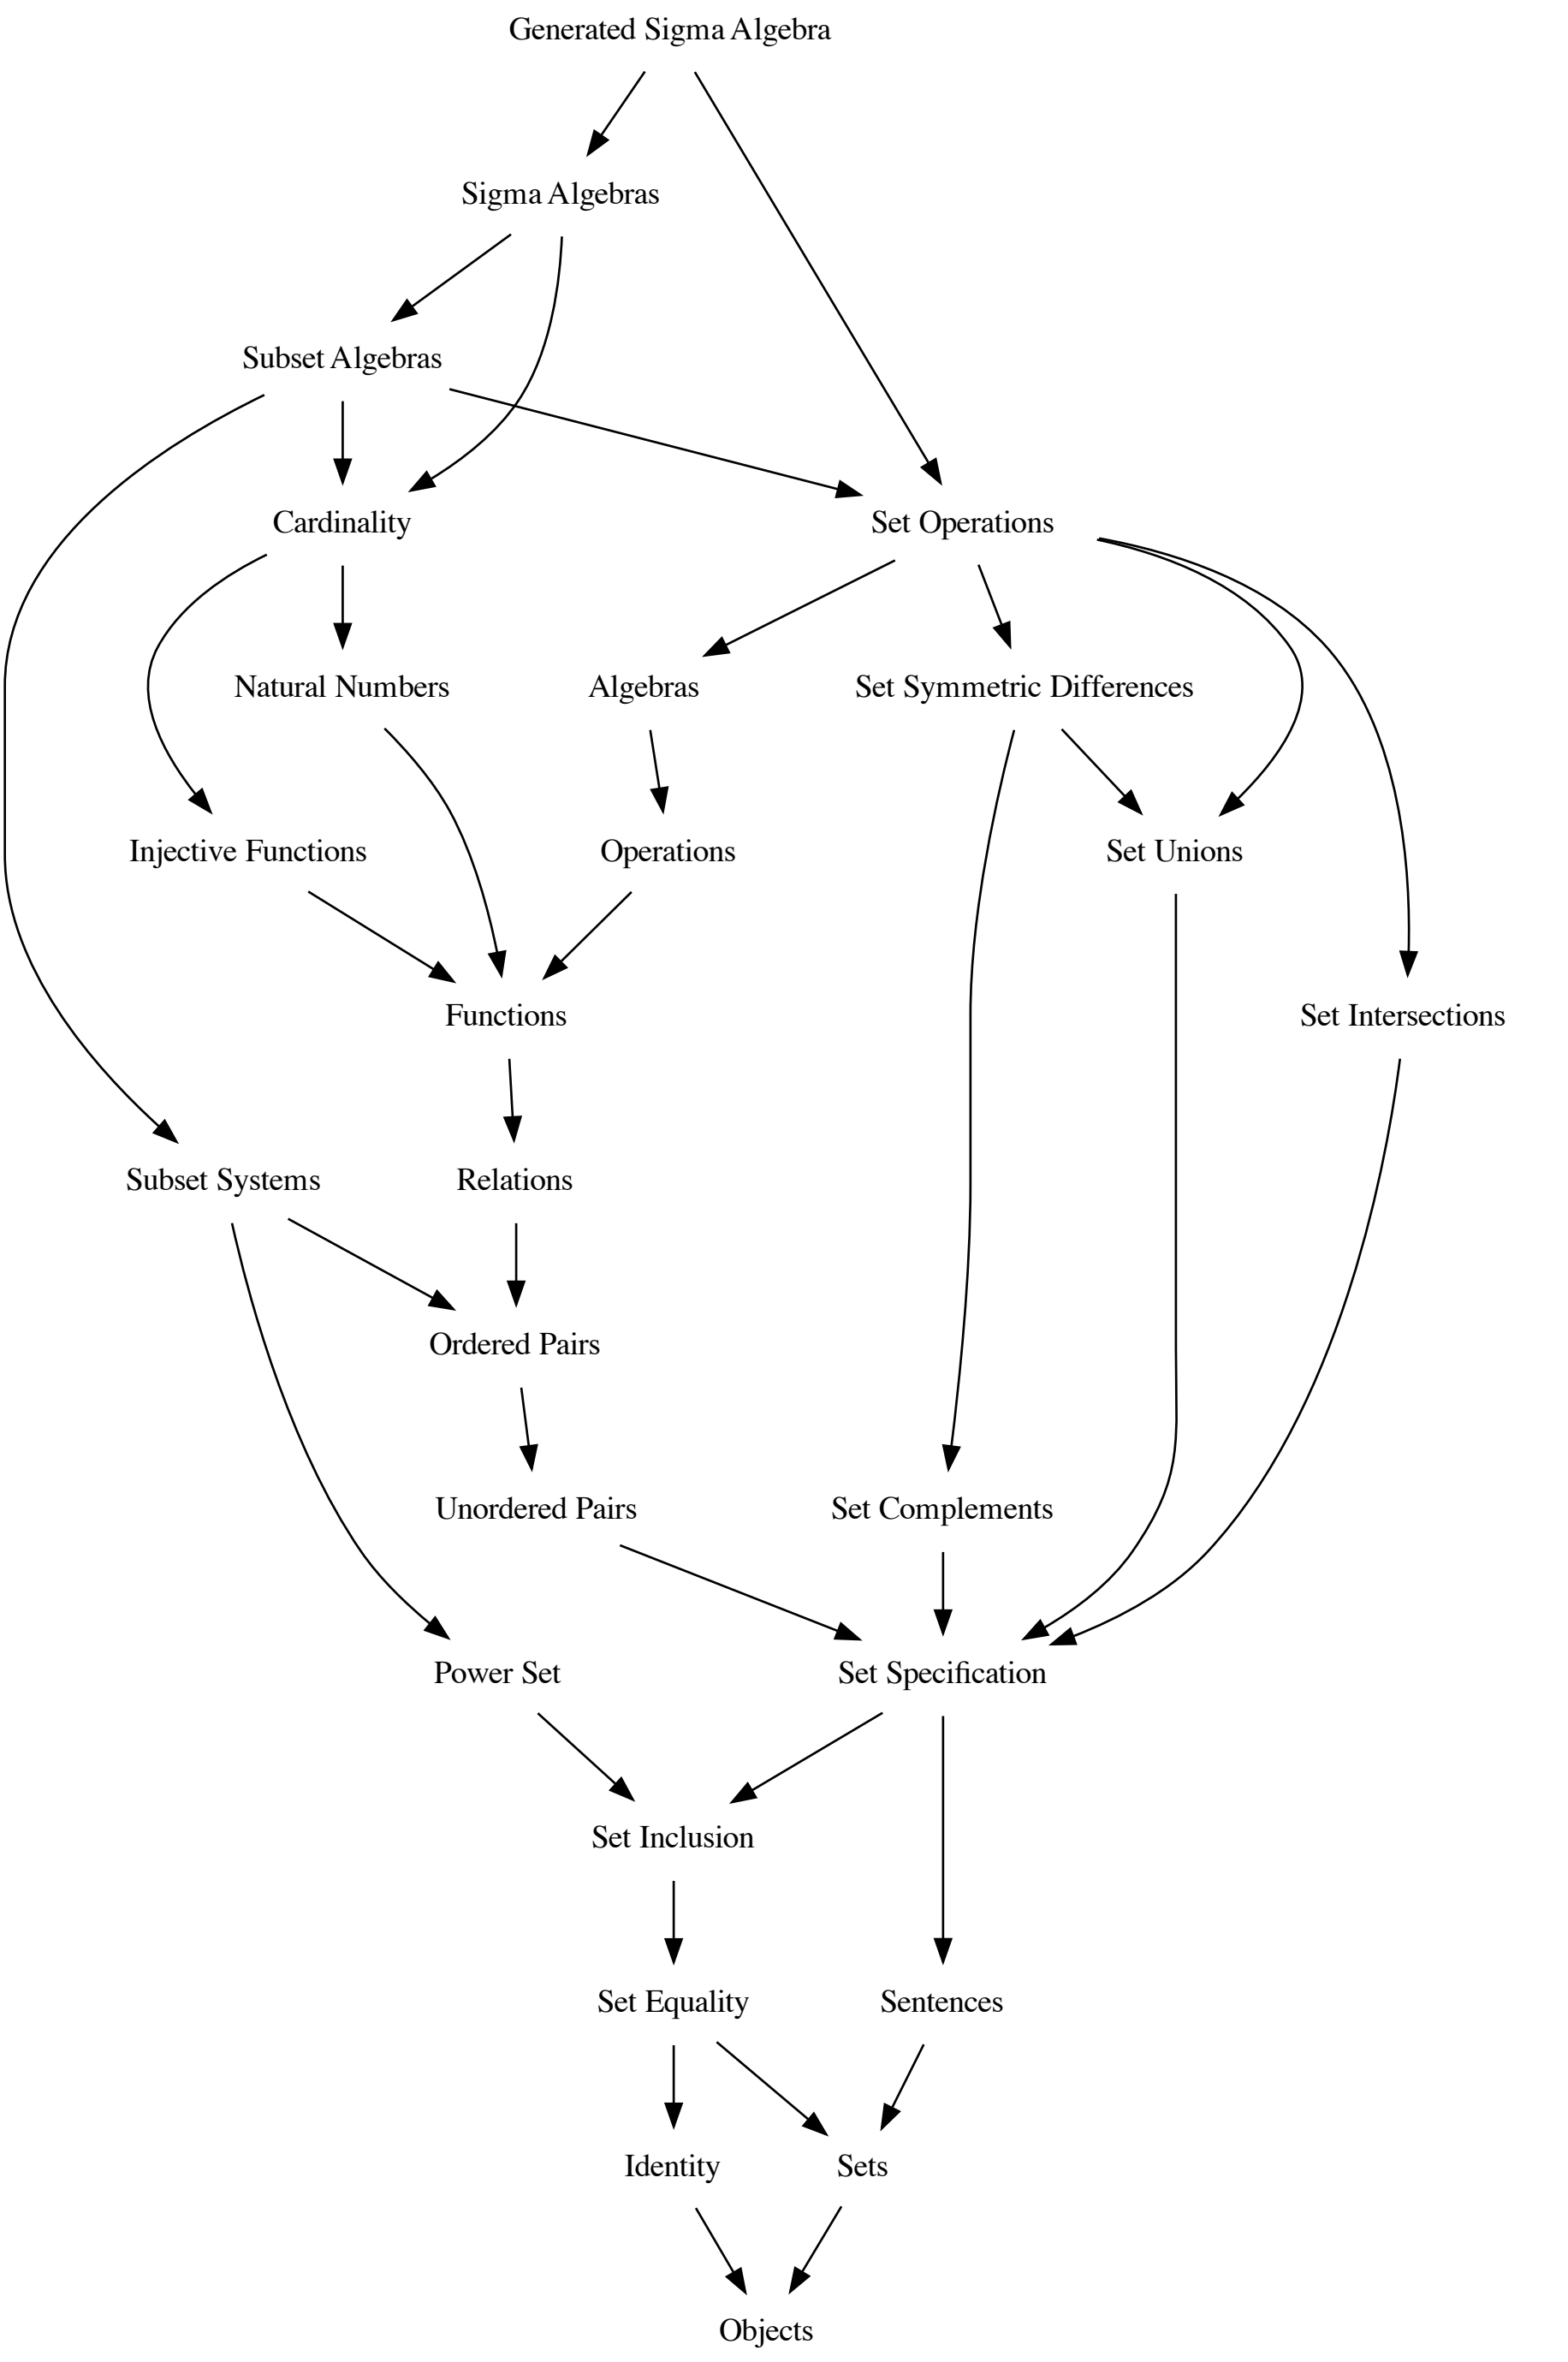 Generated Sigma Algebra
Sigma Algebras
Subset Algebras
Cardinality
Set Operations
Natural Numbers
Algebras
Set Symmetric Differences
Injective Functions
Operations
Set Unions
Functions
Set Intersections
Subset Systems
Relations
Ordered Pairs
Unordered Pairs
Set Complements
Power Set
Set Specification
Set Inclusion
Set Equality
Sentences
Identity
Sets
Objects